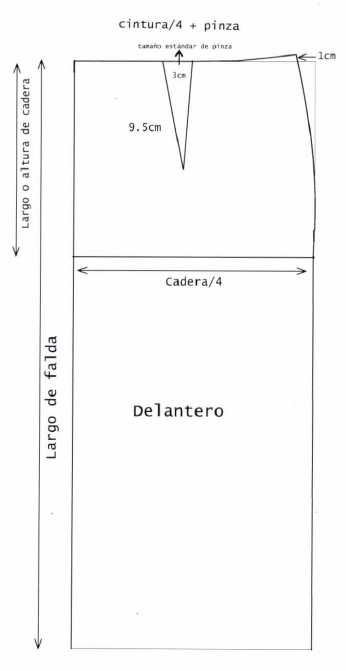 cintura/4 + pinza
tamaño estándar de pinza
1cm
3cm
9.5cm
Largo o altura de cadera
Cadera/4
Largo de falda
Delantero